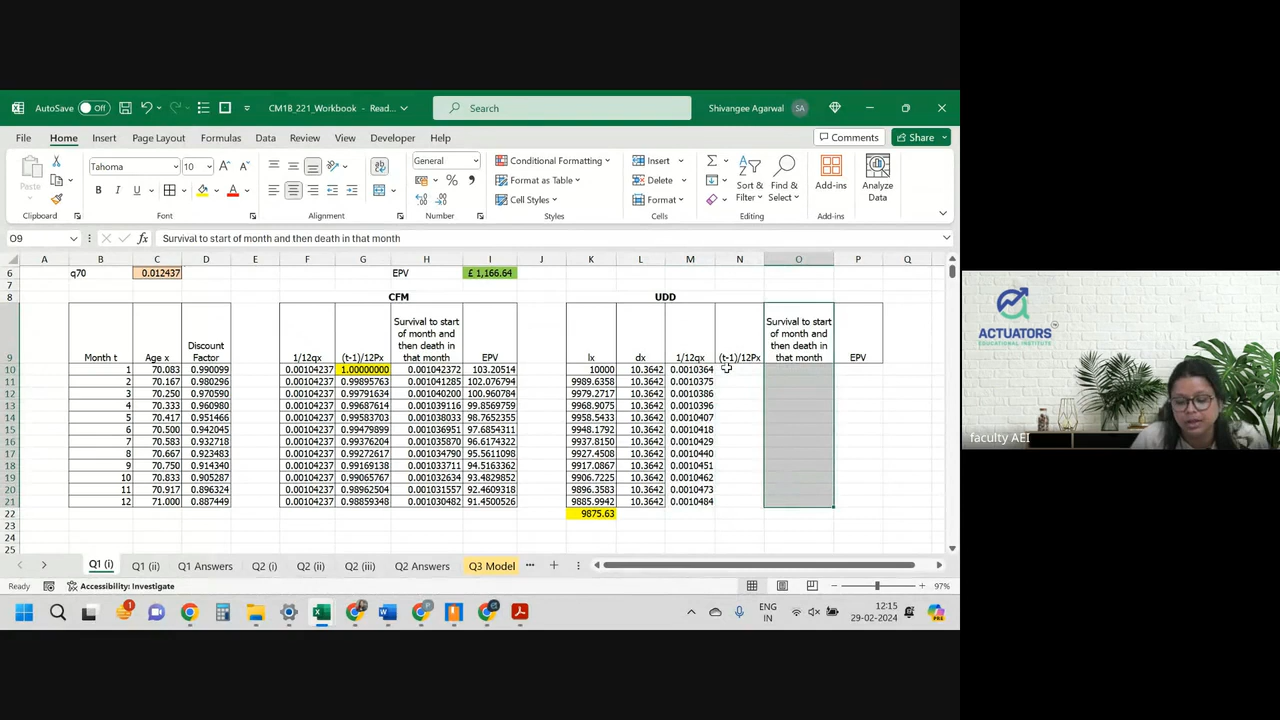 AutoSave Off CM1B_221_Workbook - Read... Search Shivangee Agarwal SA
File Home Insert Page Layout Formulas Data Review View Developer Help Comments Share
Paste Tahoma 10 General Conditional Formatting Format as Table Cell Styles Insert Delete Format Sort & Filter Find & Select Add-ins Analyze Data
Clipboard Font Alignment Number Styles Cells Editing Add-ins
O9 fx Survival to start of month and then death in that month
A B C D E F G H I J K L M N O P Q
6 q70 0.012437 EPV £ 1,166.64
7
8 CFM UDD
9 Month t Age x Discount Factor 1/12qx (t-1)/12Px Survival to start of month and then death in that month EPV lx dx 1/12qx (t-1)/12Px Survival to start of month and then death in that month EPV
10 1 70.083 0.990099 0.00104237 1.00000000 0.001042372 103.20514 10000 10.3642 0.0010364
11 2 70.167 0.980296 0.00104237 0.99895763 0.001041285 102.076794 9989.6358 10.3642 0.0010375
12 3 70.250 0.970590 0.00104237 0.99791634 0.001040200 100.960784 9979.2717 10.3642 0.0010386
13 4 70.333 0.960980 0.00104237 0.99687614 0.001039116 99.8569759 9968.9075 10.3642 0.0010396
14 5 70.417 0.951466 0.00104237 0.99583703 0.001038033 98.7652355 9958.5433 10.3642 0.0010407
15 6 70.500 0.942045 0.00104237 0.99479899 0.001036951 97.6854311 9948.1792 10.3642 0.0010418
16 7 70.583 0.932718 0.00104237 0.99376204 0.001035870 96.6174322 9937.8150 10.3642 0.0010429
17 8 70.667 0.923483 0.00104237 0.99272617 0.001034790 95.5611098 9927.4508 10.3642 0.0010440
18 9 70.750 0.914340 0.00104237 0.99169138 0.001033711 94.5163362 9917.0867 10.3642 0.0010451
19 10 70.833 0.905287 0.00104237 0.99065767 0.001032634 93.4829852 9906.7225 10.3642 0.0010462
20 11 70.917 0.896324 0.00104237 0.98962504 0.001031557 92.4609318 9896.3583 10.3642 0.0010473
21 12 71.000 0.887449 0.00104237 0.98859348 0.001030482 91.4500526 9885.9942 10.3642 0.0010484
22 9875.63
23
24
25
Q1 (i) Q1 (ii) Q1 Answers Q2 (i) Q2 (ii) Q2 (iii) Q2 Answers Q3 Model
Ready Accessibility: Investigate 97%
ENG IN 12:15 29-02-2024
ACTUATORS
EDUCATIONAL INSTITUTE
faculty AEI